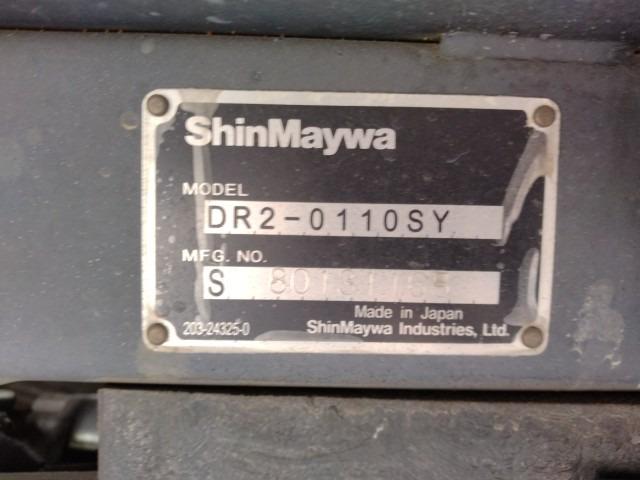 ShinMaywa
MODEL
DR2-0110SY
MFG. NO.
S
Made in Japan
203-24325-0
ShinMaywa Industries, Ltd.